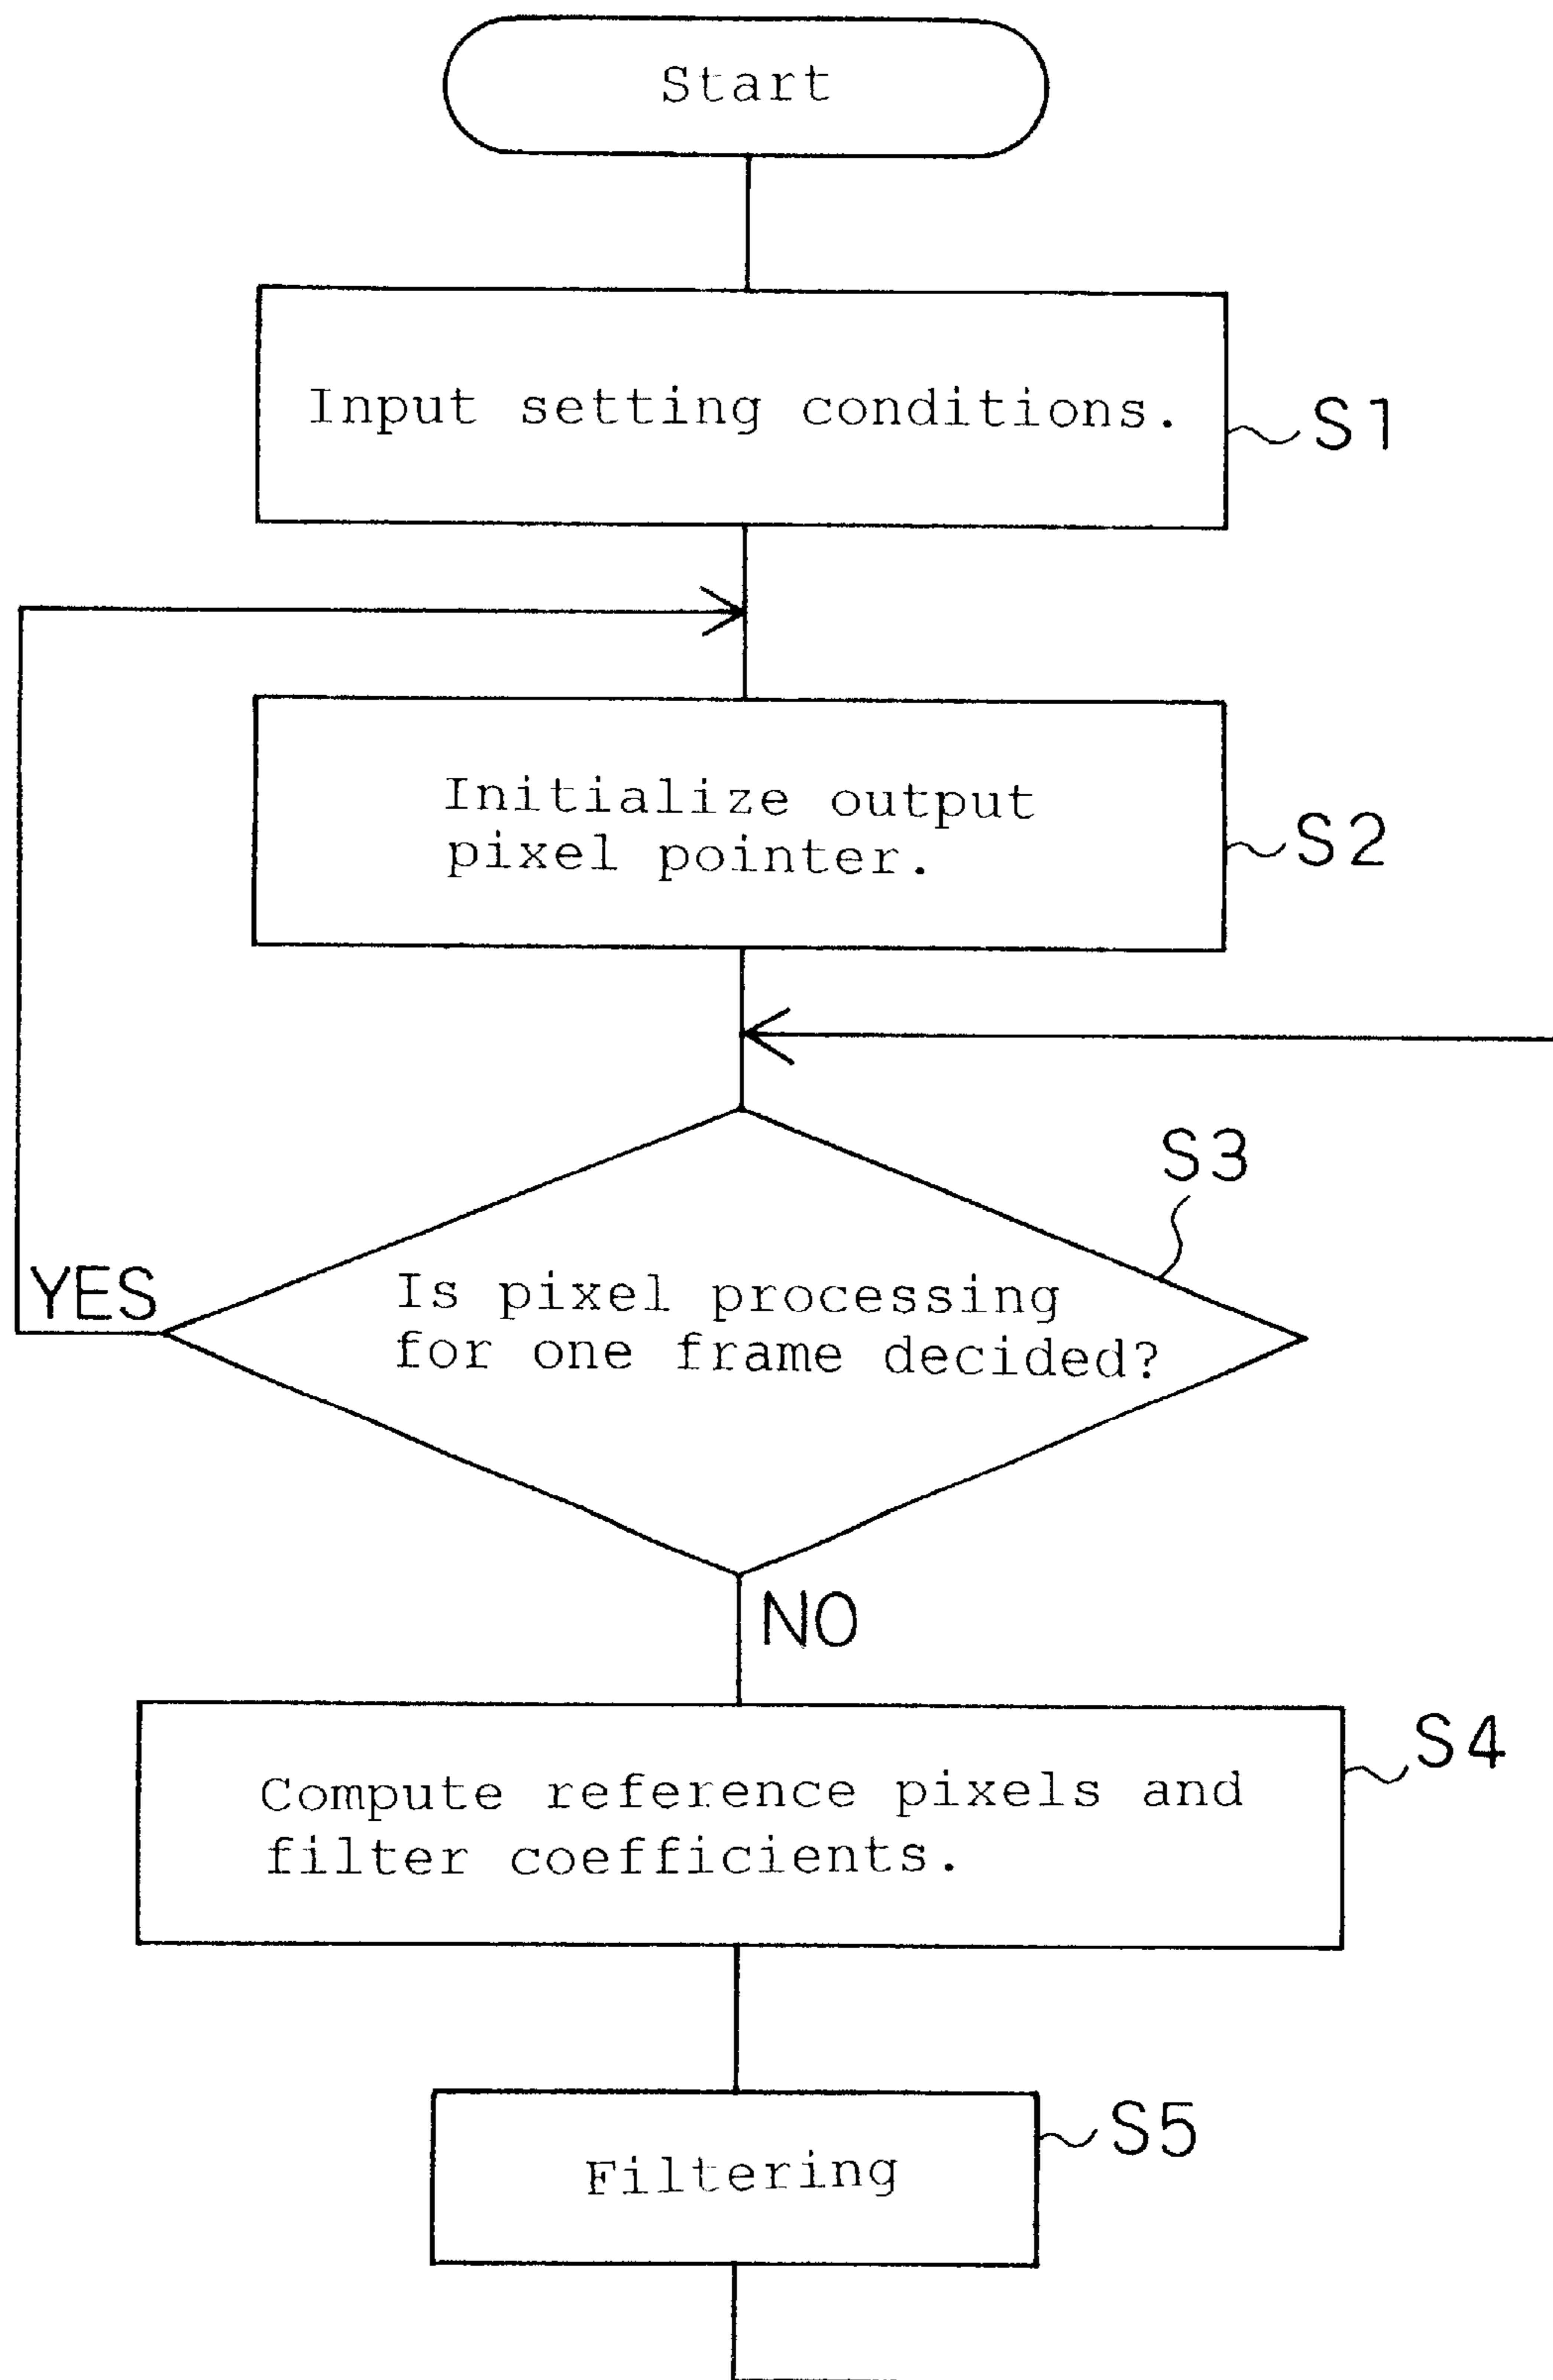 Start
Input setting conditions.
S1
Initialize output
pixel pointer.
S2
S3
YES
Is pixel processing
for one frame decided?
NO
Compute reference pixels and
filter coefficients.
S4
Filtering
S5